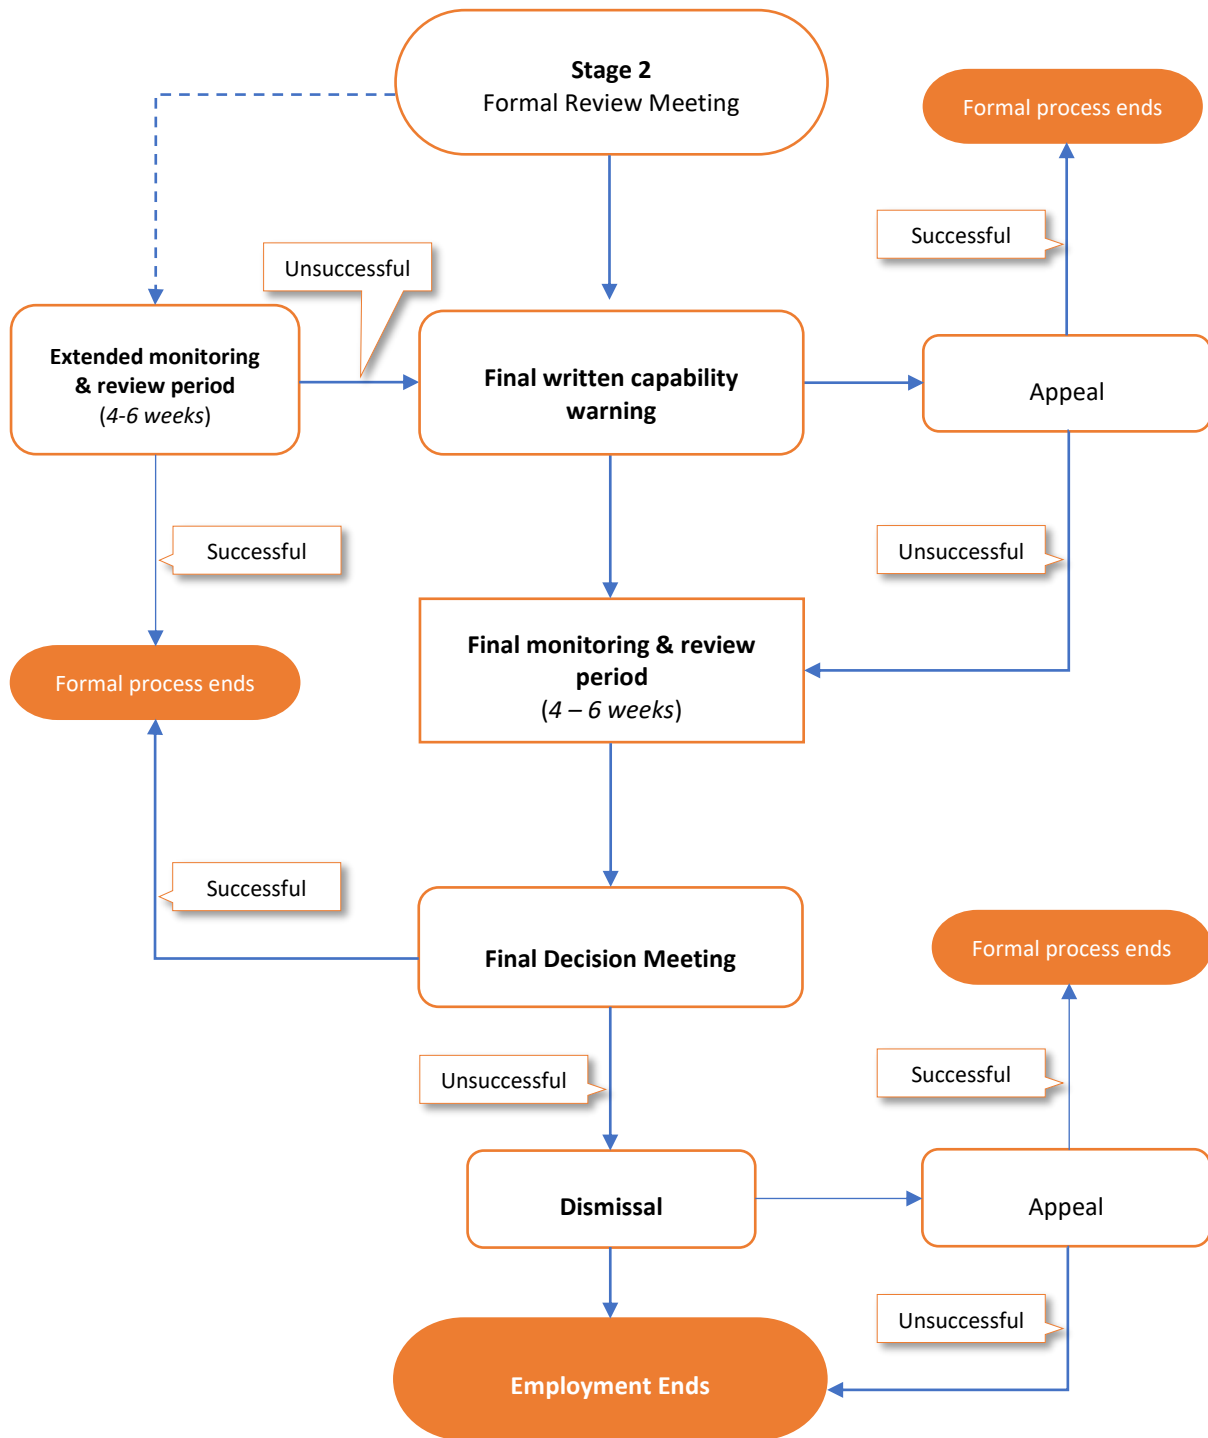 Stage 2
Formal Review Meeting
Formal process ends
Successful
Unsuccessful
Extended monitoring
& review period
(4-6 weeks)
Final written capability
warning
Appeal
Successful
Unsuccessful
Final monitoring & review
period
(4 – 6 weeks)
Formal process ends
Successful
Final Decision Meeting
Formal process ends
Unsuccessful
Successful
Dismissal
Appeal
Unsuccessful
Employment Ends